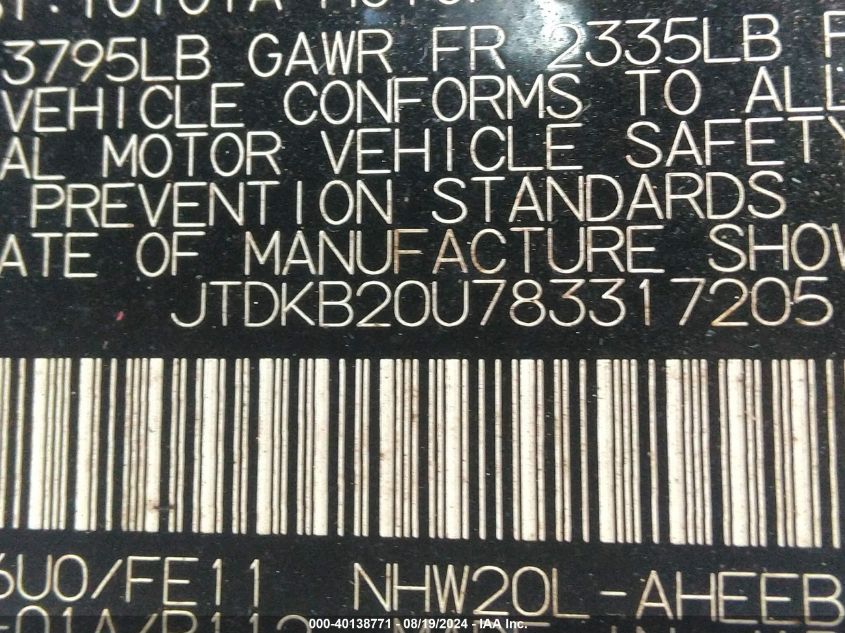 TOYOTA
3795LB GAWR FR 2335LB
VEHICLE CONFORMS TO ALL
AL MOTOR VEHICLE SAFETY
PREVENTION STANDARDS
ATE OF MANUFACTURE SHOW
JTDKB20U783317205
6U0/FE11 NHW20L-AHEEB
000-40138771 - 08/19/2024 - IAA Inc.